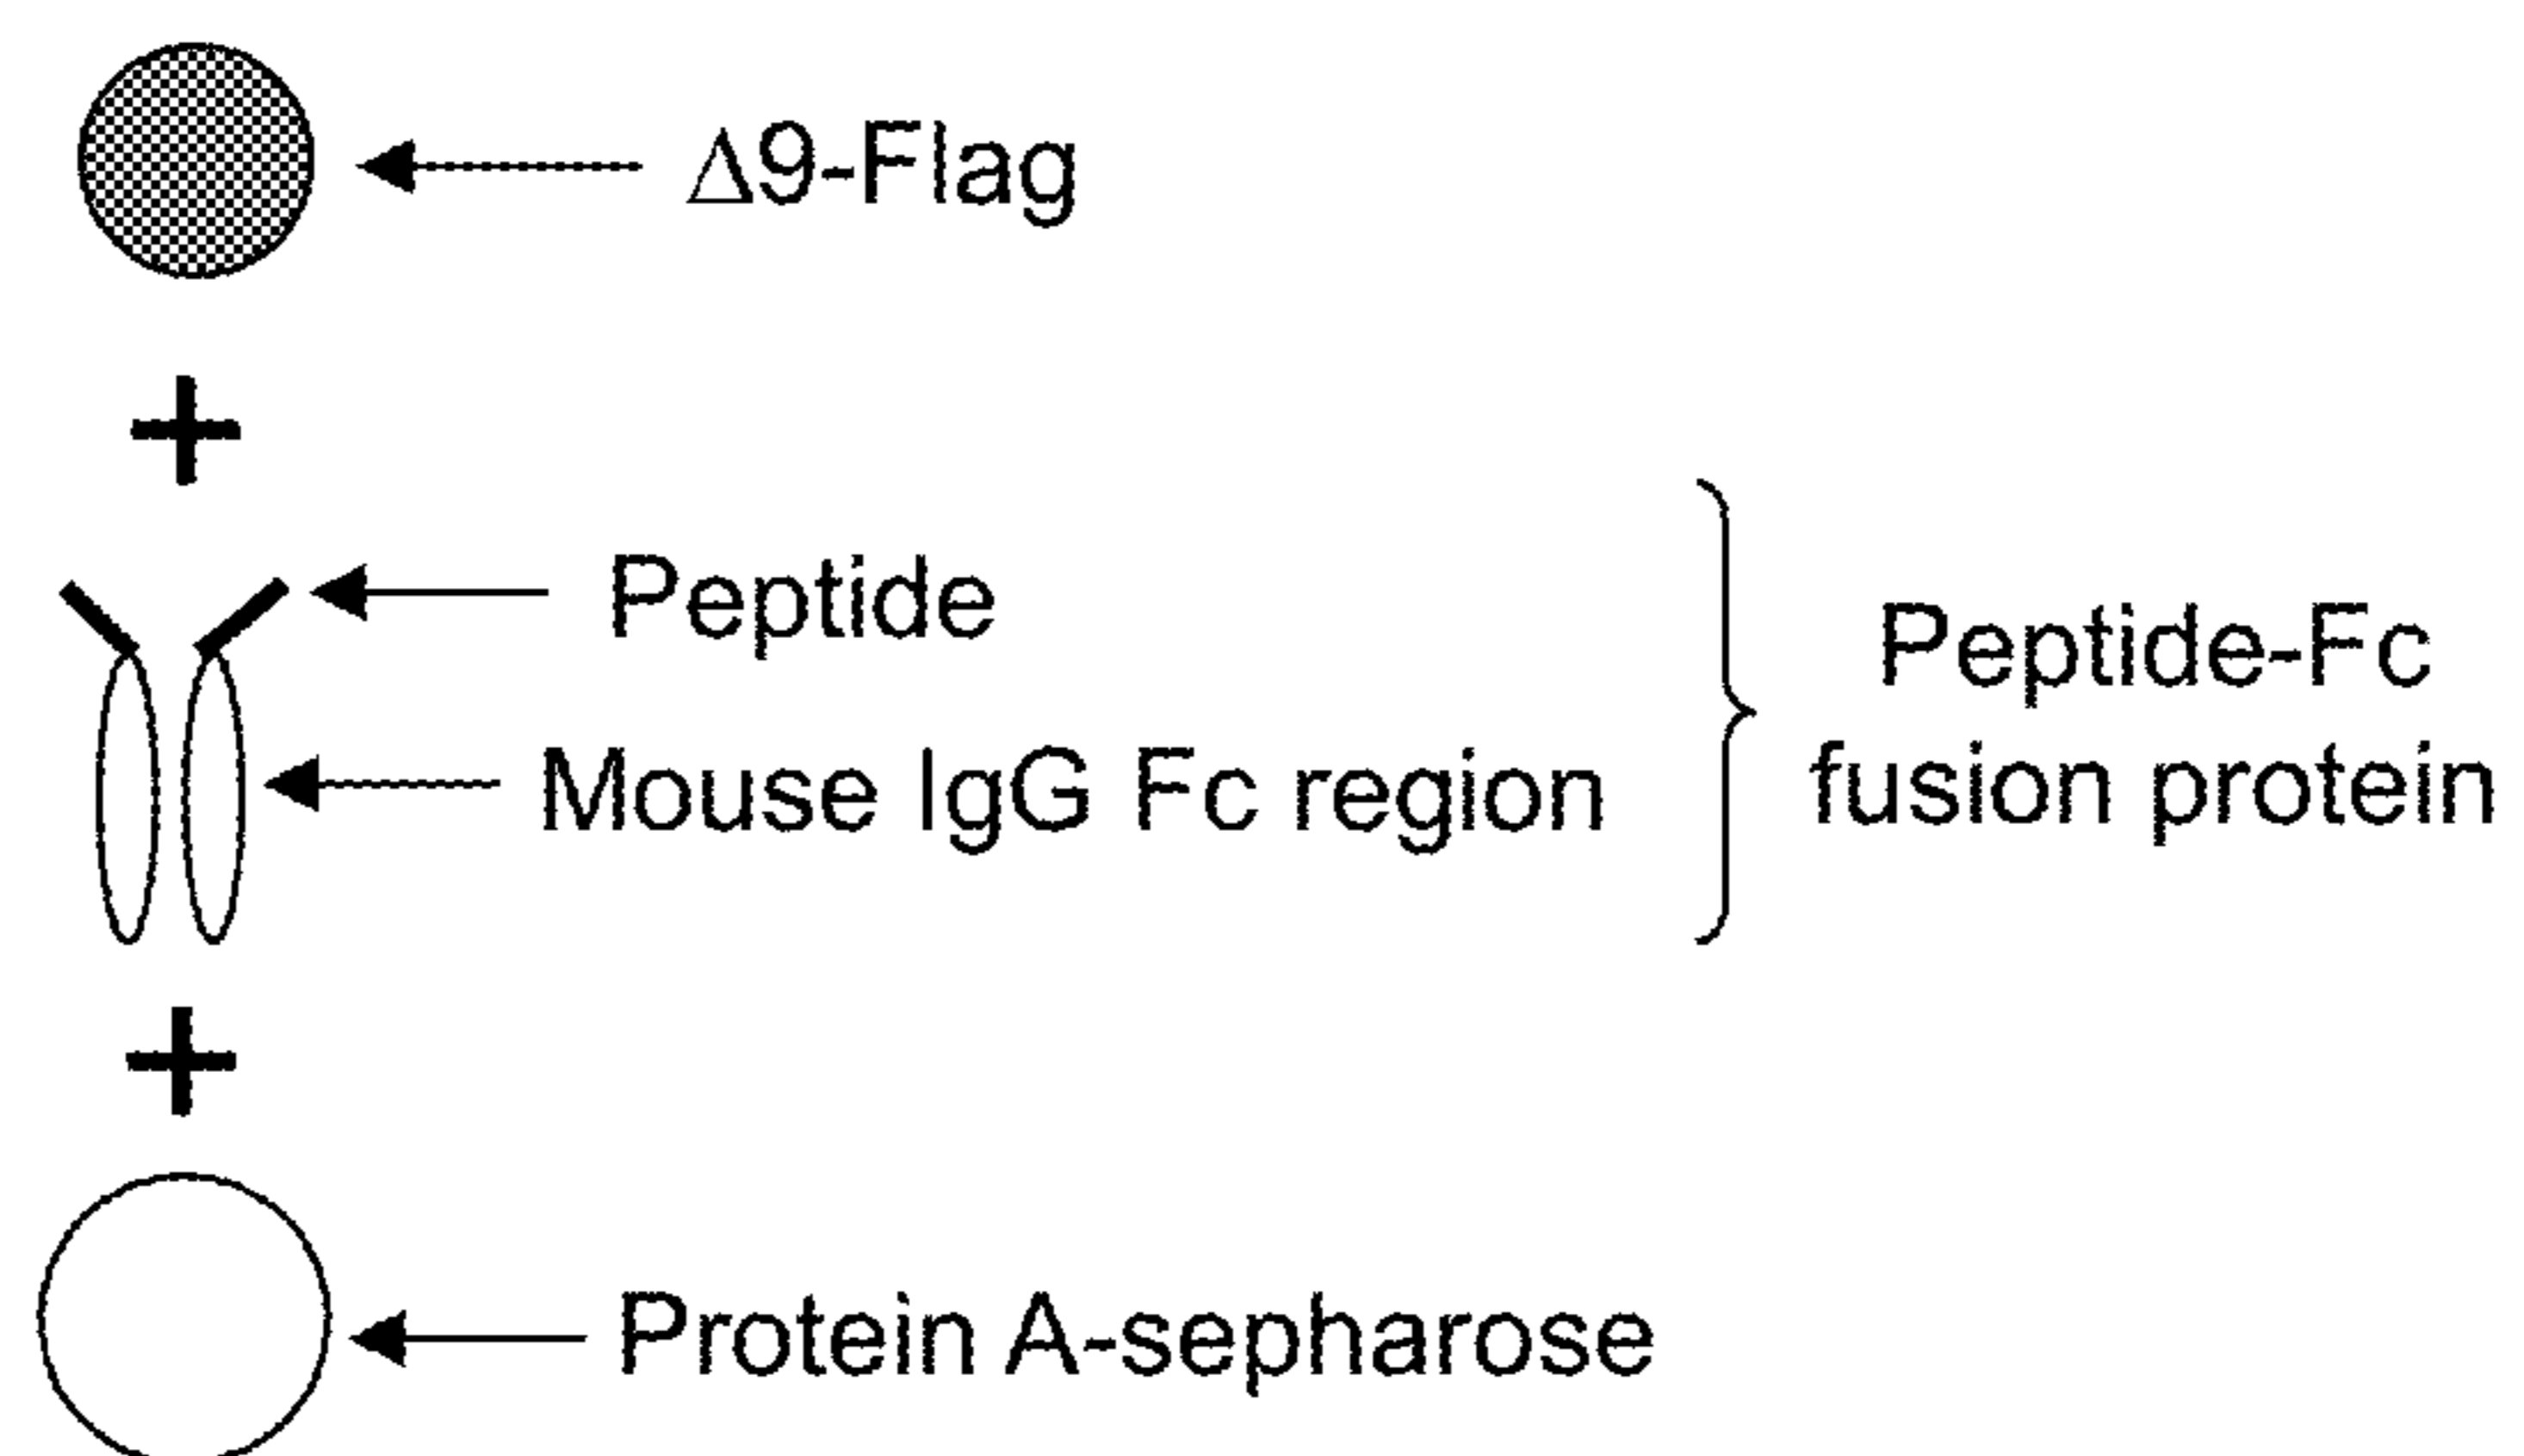 Δ9-Flag
+
Peptide
Mouse IgG Fc region
Peptide-Fc
fusion protein
+
Protein A-sepharose